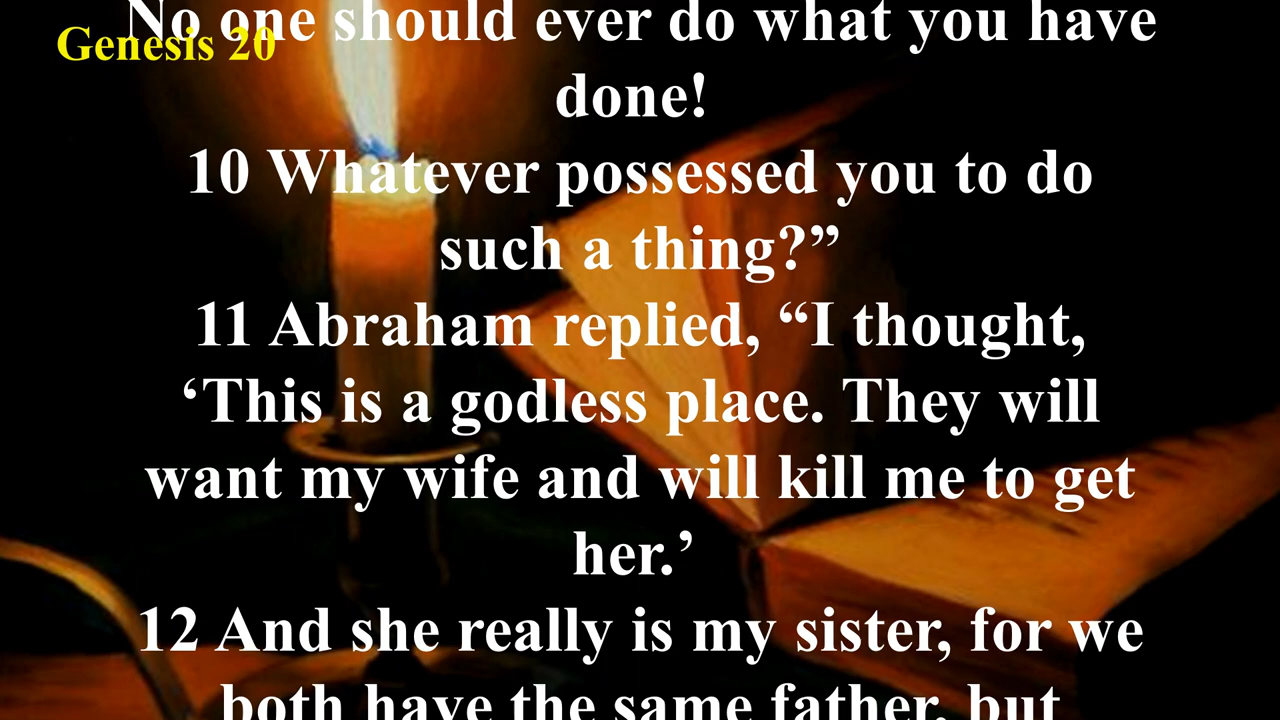 Genesis 20
No one should ever do what you have
done!
10 Whatever possessed you to do
such a thing?”
11 Abraham replied, “I thought,
‘This is a godless place. They will
want my wife and will kill me to get
her.’
12 And she really is my sister, for we
both have the same father, but